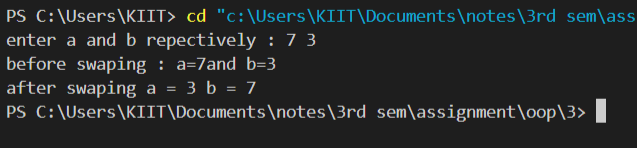 PS C:\Users\KIIT> cd "c:\Users\KIIT\Documents\notes\3rd sem\ass
enter a and b repectively : 7 3
before swaping : a=7and b=3
after swaping a = 3 b = 7
PS C:\Users\KIIT\Documents\notes\3rd sem\assignment\oop\3>